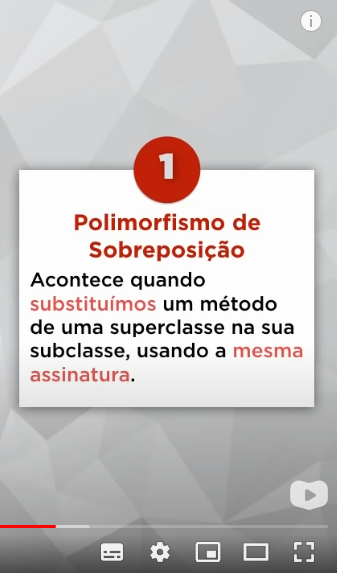 1
Polimorfismo de
Sobreposição
Acontece quando
substituímos um método
de uma superclasse na sua
subclasse, usando a mesma
assinatura.